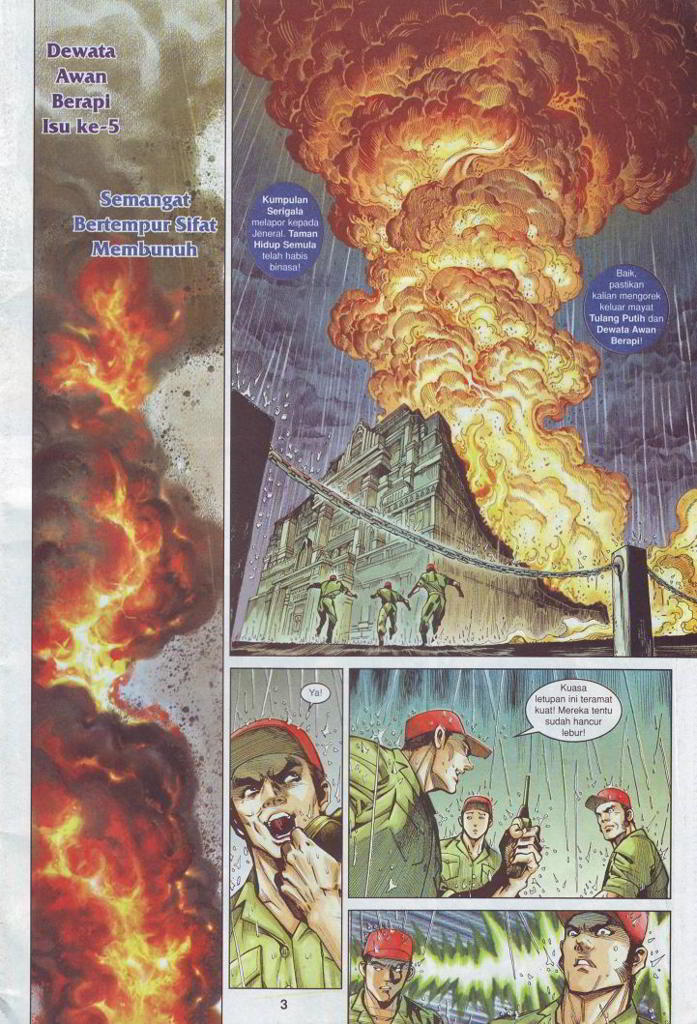 Dewata
Awan
Berapi
Isu ke-5
Semangat
Bertempur Sifat
Membunuh
Kumpulan
Serigala
melapor kepada
Jeneral. Taman
Hidup Semula
telah habis
binasa!
Baik,
pastikan
kalian mengorek
keluar mayat
Tulang Putih dan
Dewata Awan
Berapi!
Ya!
Kuasa
letupan ini teramat
kuat! Mereka tentu
sudah hancur
lebur!
3